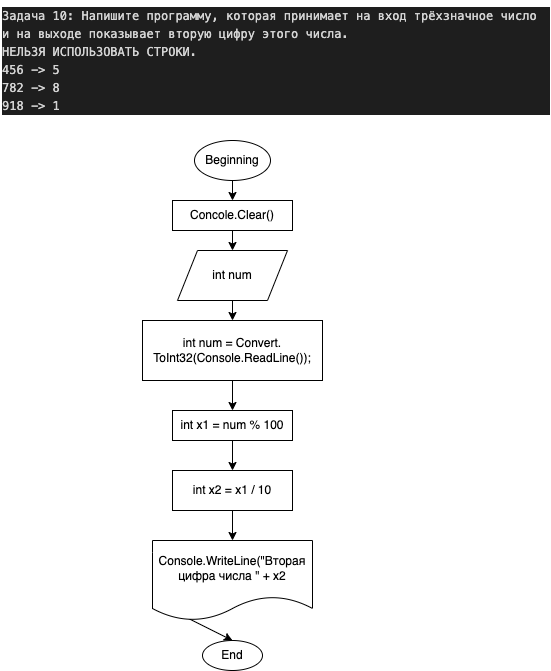 Задача 10: Напишите программу, которая принимает на вход трёхзначное число
и на выходе показывает вторую цифру этого числа.
НЕЛЬЗЯ ИСПОЛЬЗОВАТЬ СТРОКИ.
456 -> 5
782 -> 8
918 -> 1
Beginning
Concole.Clear()
int num
int num = Convert.
ToInt32(Console.ReadLine());
int x1 = num % 100
int x2 = x1 / 10
Console.WriteLine("Вторая
цифра числа " + x2
End